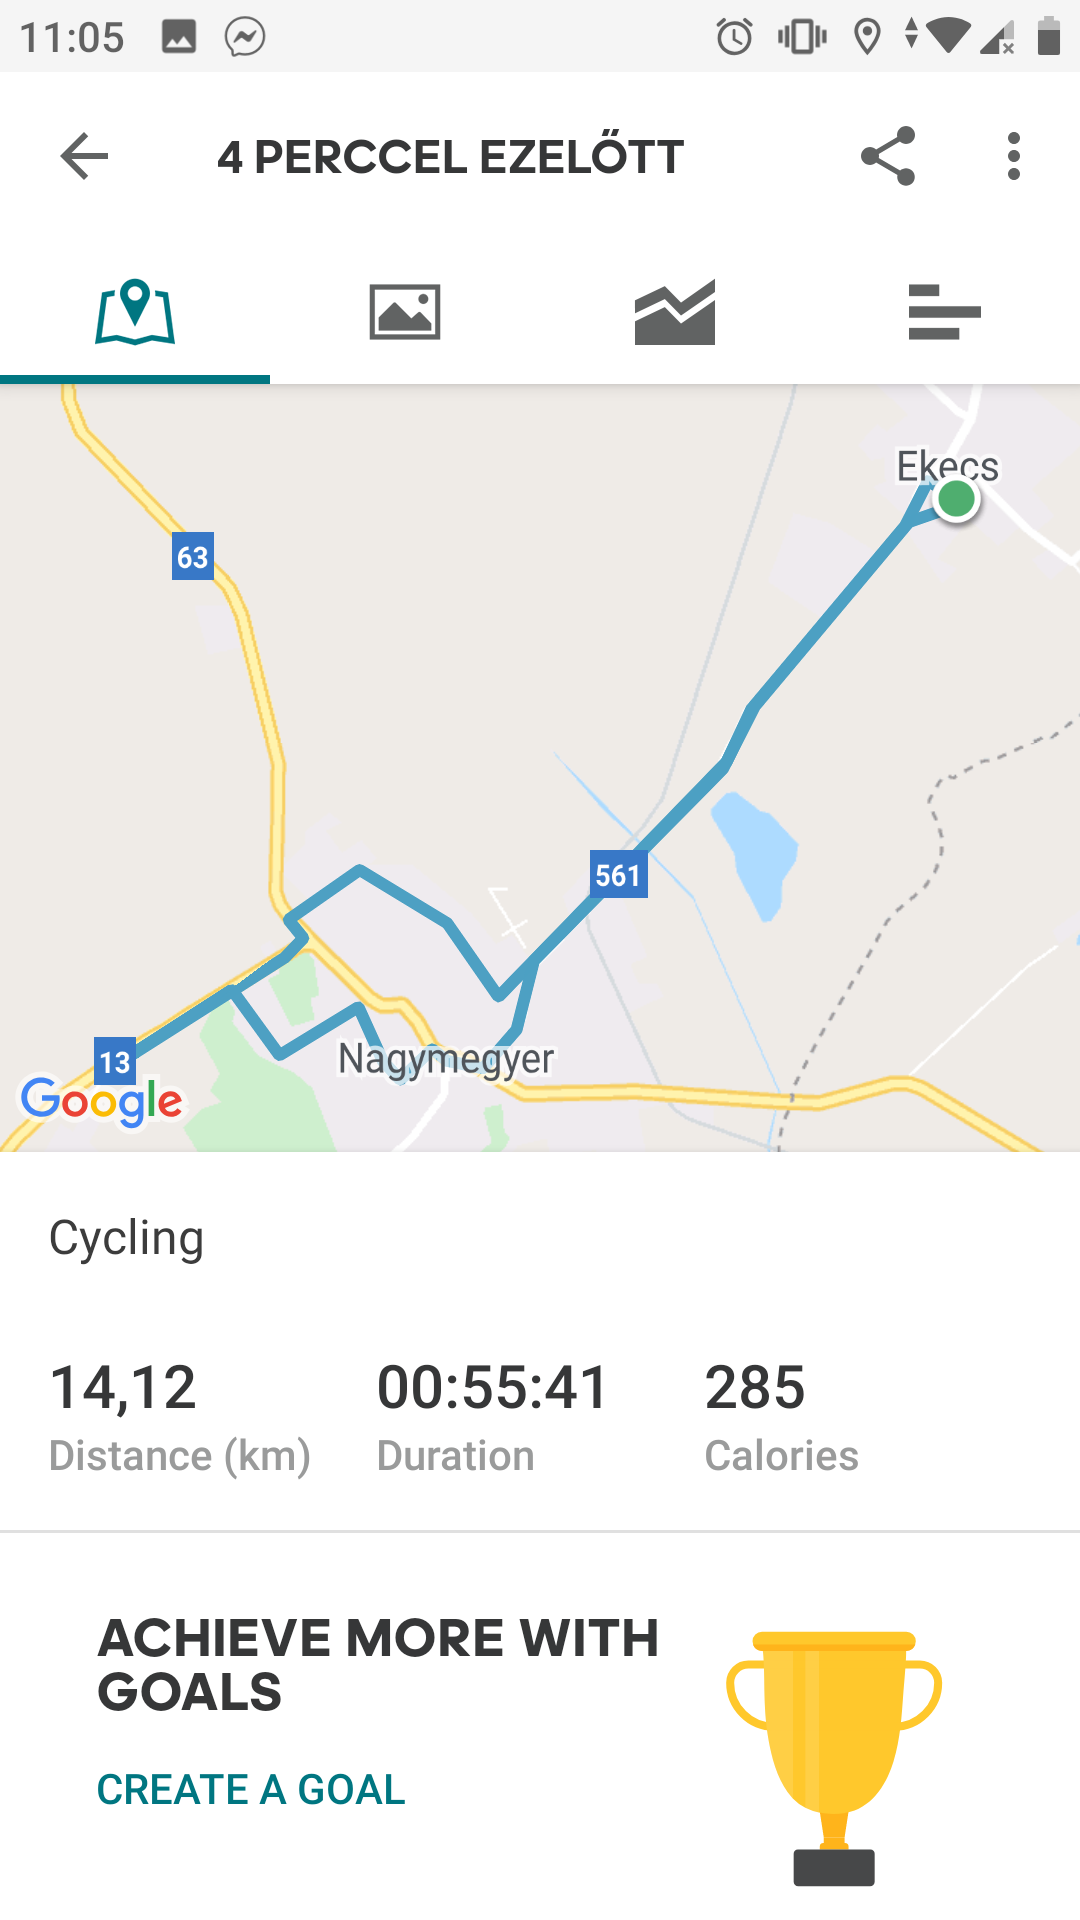 11:05
4 PERCCEL EZELŐTT
Ekecs
63
561
13
Nagymegyer
Google
Cycling
14,12 00:55:41 285
Distance (km) Duration Calories
ACHIEVE MORE WITH
GOALS
CREATE A GOAL